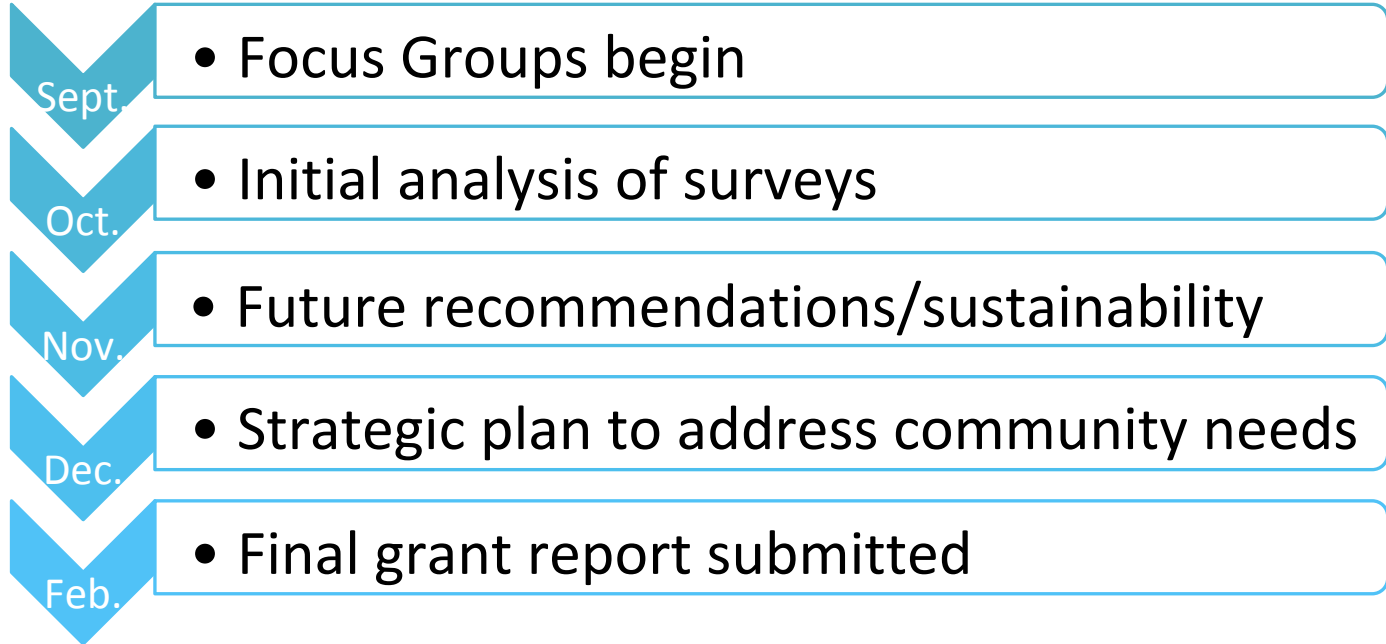 Sept.
• Focus Groups begin
Oct.
• Initial analysis of surveys
Nov.
• Future recommendations/sustainability
Dec.
• Strategic plan to address community needs
Feb.
• Final grant report submitted